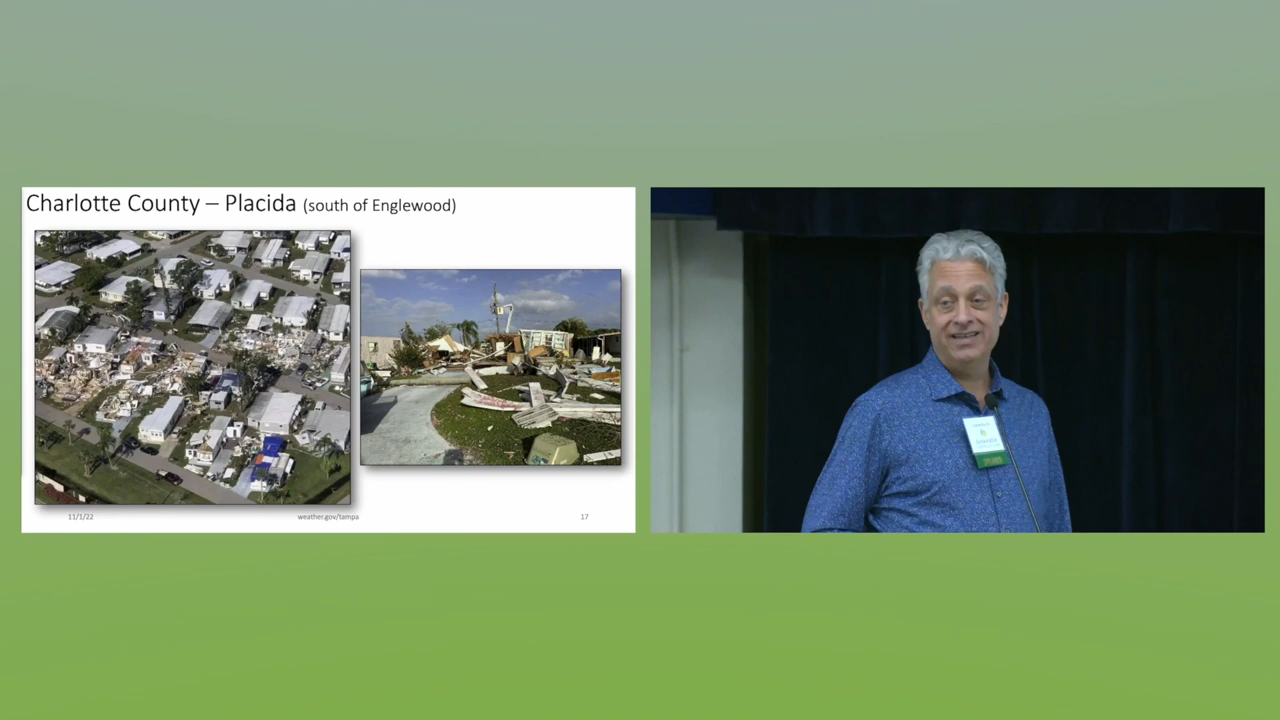 Charlotte County – Placida (south of Englewood)
11/1/22
weather.gov/tampa
17